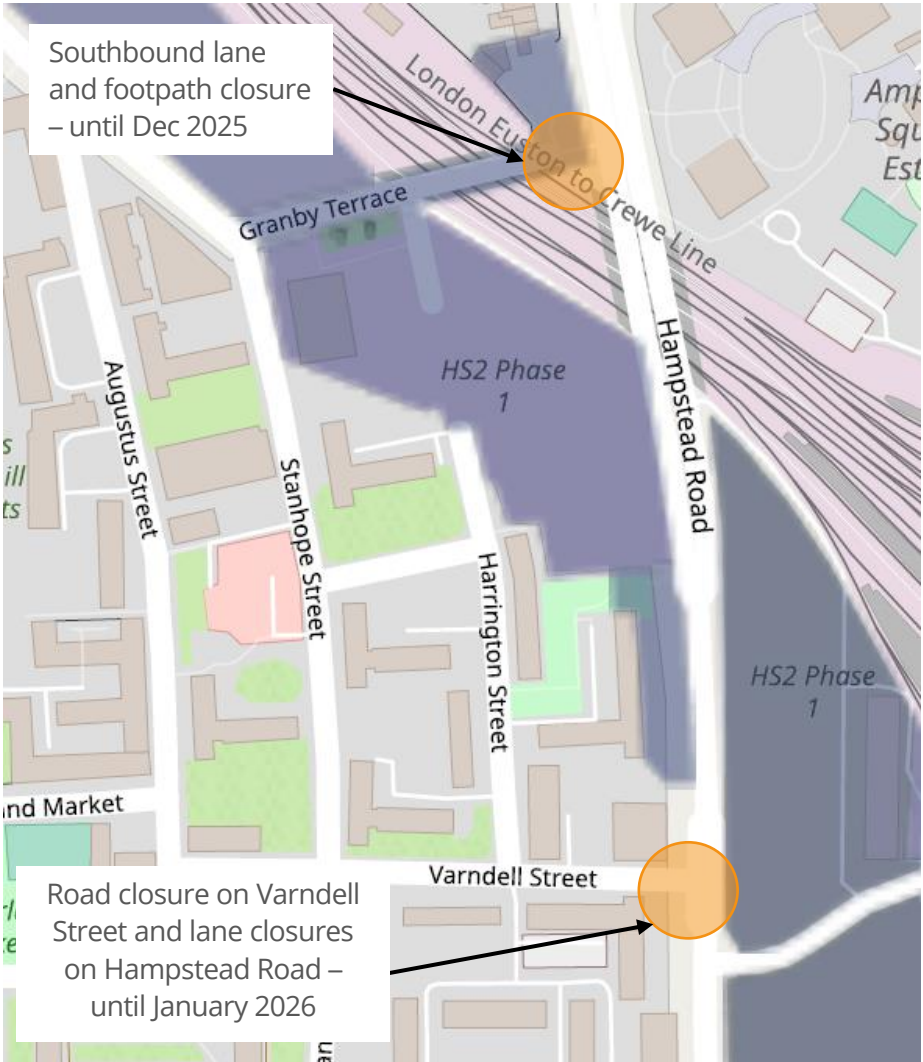 Southbound lane
and footpath closure
– until Dec 2025
London Euston to Crewe Line
Granby Terrace
Hampstead Road
HS2 Phase
1
Augustus Street
Stanhope Street
Harrington Street
HS2 Phase
1
Varndell Street
Road closure on Varndell
Street and lane closures
on Hampstead Road –
until January 2026
Market